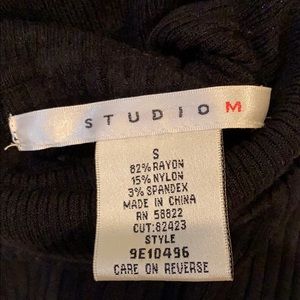 STUDIO M
S
82% RAYON
15% NYLON
3% SPANDEX
MADE IN CHINA
RN 58822
CUT:82423
STYLE
9E10496
CARE ON REVERSE